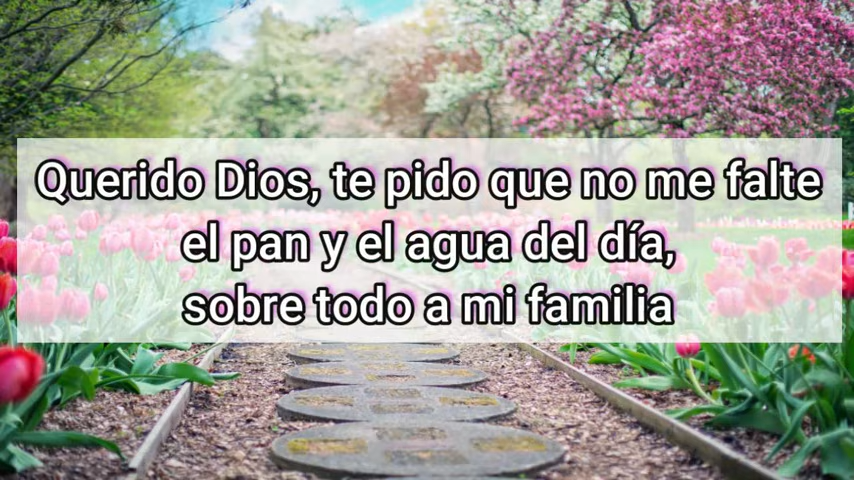 Querido Dios, te pido que no me falte
el pan y el agua del día,
sobre todo a mi familia